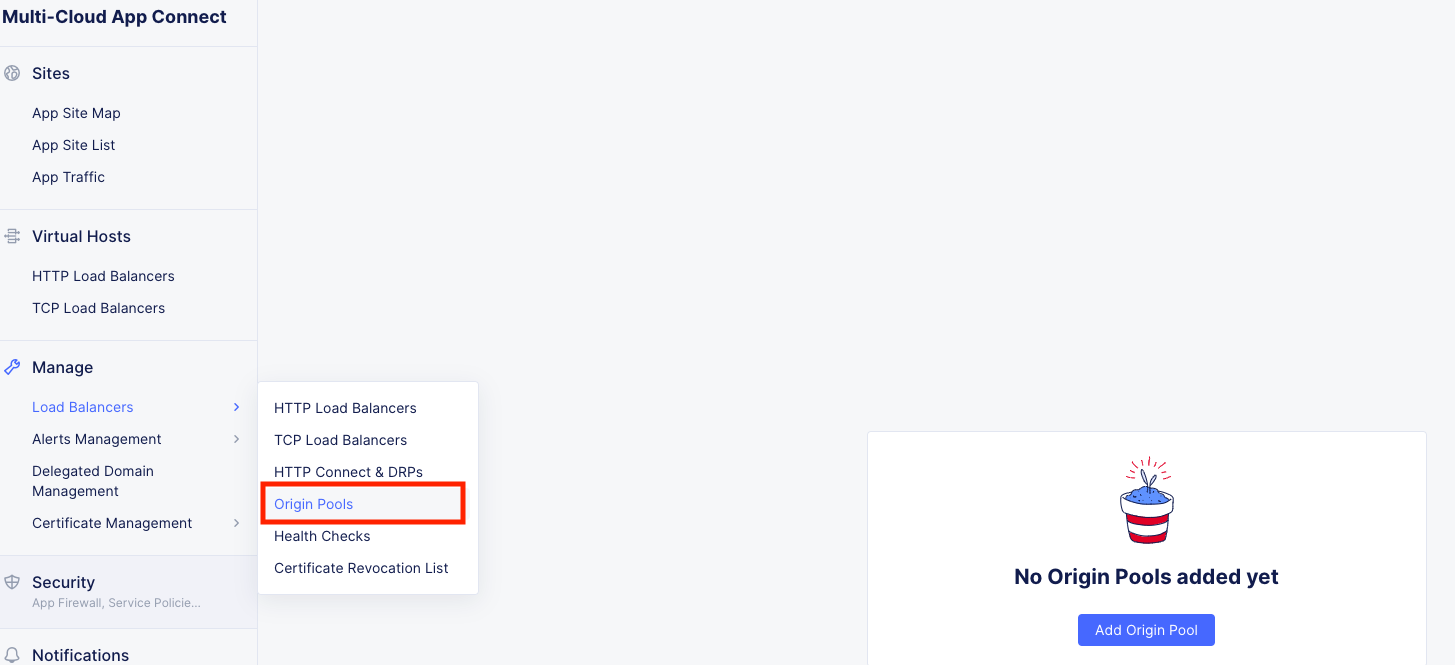 Multi-Cloud App Connect
Sites
App Site Map
App Site List
App Traffic
Virtual Hosts
HTTP Load Balancers
TCP Load Balancers
Manage
Load Balancers
Alerts Management
Delegated Domain
Management
Certificate Management
Security
App Firewall, Service Policie...
Notifications
HTTP Load Balancers
TCP Load Balancers
HTTP Connect & DRPs
Origin Pools
Health Checks
Certificate Revocation List
No Origin Pools added yet
Add Origin Pool